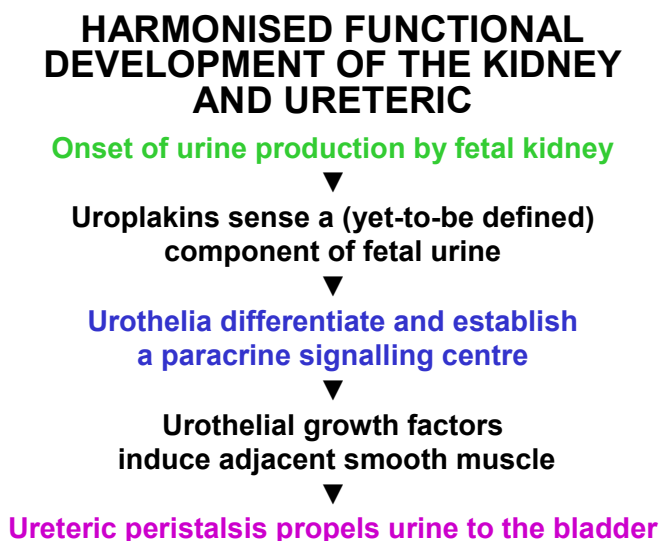 HARMONISED FUNCTIONAL
DEVELOPMENT OF THE KIDNEY
AND URETERIC
Onset of urine production by fetal kidney
▼
Uroplakins sense a (yet-to-be defined)
component of fetal urine
▼
Urothelia differentiate and establish
a paracrine signalling centre
▼
Urothelial growth factors
induce adjacent smooth muscle
▼
Ureteric peristalsis propels urine to the bladder